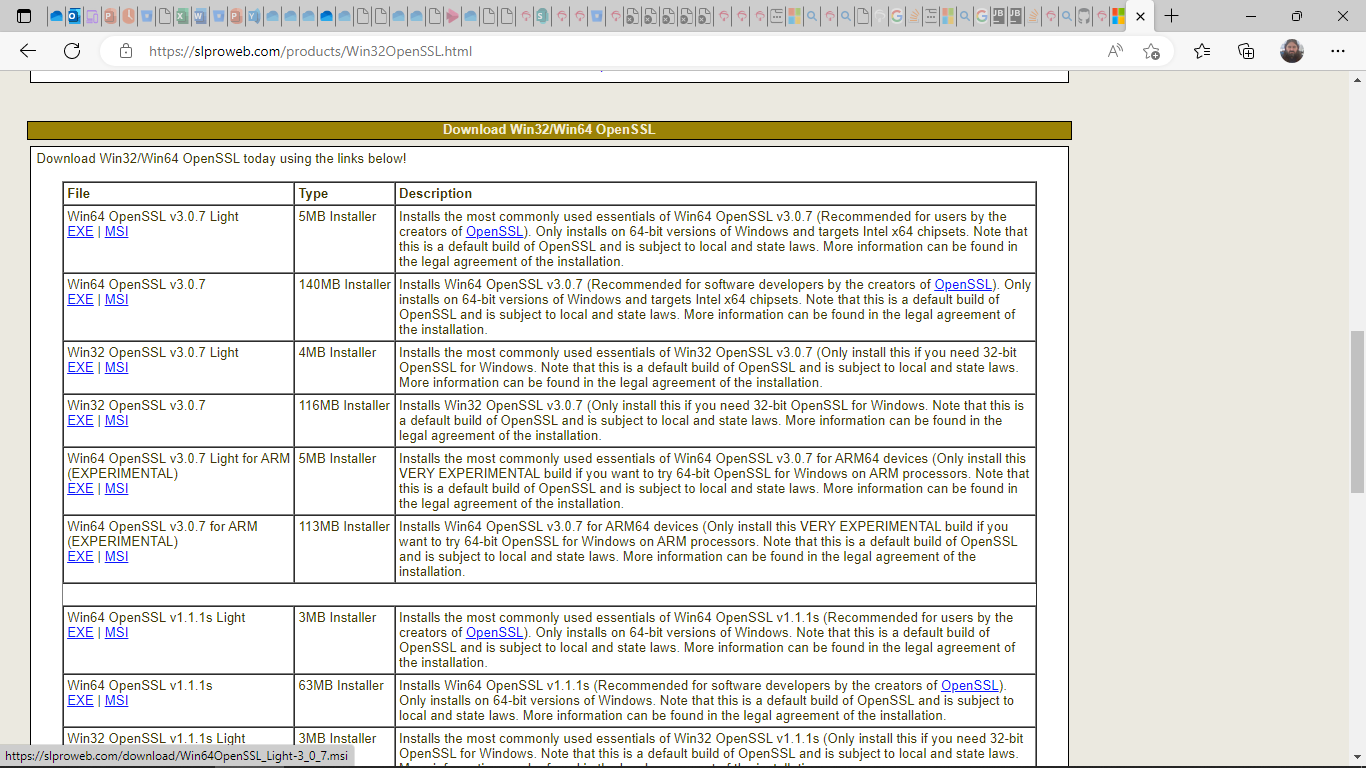 https://slproweb.com/products/Win32OpenSSL.html
Download Win32/Win64 OpenSSL
Download Win32/Win64 OpenSSL today using the links below!
File
Type
Description
Win64 OpenSSL v3.0.7 Light
EXE | MSI
5MB Installer
Installs the most commonly used essentials of Win64 OpenSSL v3.0.7 (Recommended for users by the
creators of OpenSSL). Only installs on 64-bit versions of Windows and targets Intel x64 chipsets. Note that
this is a default build of OpenSSL and is subject to local and state laws. More information can be found in
the legal agreement of the installation.
Win64 OpenSSL v3.0.7
EXE | MSI
140MB Installer
Installs Win64 OpenSSL v3.0.7 (Recommended for software developers by the creators of OpenSSL). Only
installs on 64-bit versions of Windows and targets Intel x64 chipsets. Note that this is a default build of
OpenSSL and is subject to local and state laws. More information can be found in the legal agreement of
the installation.
Win32 OpenSSL v3.0.7 Light
EXE | MSI
4MB Installer
Installs the most commonly used essentials of Win32 OpenSSL v3.0.7 (Only install this if you need 32-bit
OpenSSL for Windows. Note that this is a default build of OpenSSL and is subject to local and state laws.
More information can be found in the legal agreement of the installation.
Win32 OpenSSL v3.0.7
EXE | MSI
116MB Installer
Installs Win32 OpenSSL v3.0.7 (Only install this if you need 32-bit OpenSSL for Windows. Note that this is
a default build of OpenSSL and is subject to local and state laws. More information can be found in the
legal agreement of the installation.
Win64 OpenSSL v3.0.7 Light for ARM
(EXPERIMENTAL)
EXE | MSI
5MB Installer
Installs the most commonly used essentials of Win64 OpenSSL v3.0.7 for ARM64 devices (Only install this
VERY EXPERIMENTAL build if you want to try 64-bit OpenSSL for Windows on ARM processors. Note that
this is a default build of OpenSSL and is subject to local and state laws. More information can be found in
the legal agreement of the installation.
Win64 OpenSSL v3.0.7 for ARM
(EXPERIMENTAL)
EXE | MSI
113MB Installer
Installs Win64 OpenSSL v3.0.7 for ARM64 devices (Only install this VERY EXPERIMENTAL build if you
want to try 64-bit OpenSSL for Windows on ARM processors. Note that this is a default build of OpenSSL
and is subject to local and state laws. More information can be found in the legal agreement of the
installation.
Win64 OpenSSL v1.1.1s Light
EXE | MSI
3MB Installer
Installs the most commonly used essentials of Win64 OpenSSL v1.1.1s (Recommended for users by the
creators of OpenSSL). Only installs on 64-bit versions of Windows. Note that this is a default build of
OpenSSL and is subject to local and state laws. More information can be found in the legal agreement of
the installation.
Win64 OpenSSL v1.1.1s
EXE | MSI
63MB Installer
Installs Win64 OpenSSL v1.1.1s (Recommended for software developers by the creators of OpenSSL).
Only installs on 64-bit versions of Windows. Note that this is a default build of OpenSSL and is subject to
local and state laws. More information can be found in the legal agreement of the installation.
Win32 OpenSSL v1.1.1s Light
3MB Installer
Installs the most commonly used essentials of Win32 OpenSSL v1.1.1s (Only install this if you need 32-bit
OpenSSL for Windows. Note that this is a default build of OpenSSL and is subject to local and state laws.
https://slproweb.com/download/Win64OpenSSL_Light-3_0_7.msi